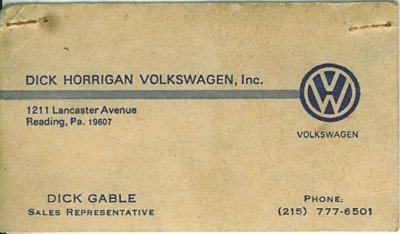 DICK HORRIGAN VOLKSWAGEN, Inc.
1211 Lancaster Avenue
Reading, Pa. 19607
VW
VOLKSWAGEN
DICK GABLE
SALES REPRESENTATIVE
PHONE:
(215) 777-6501